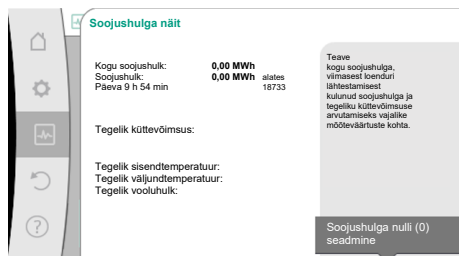 Soojushulga näit
Kogu soojushulk: 0,00 MWh
Soojushulk: 0,00 MWh alates
Päeva 9 h 54 min 18733
Tegelik küttevõimsus:
Tegelik sisendtemperatuur:
Tegelik väljundtemperatuur:
Tegelik vooluhulk:
Teave
kogu soojushulga,
viimasest loenduri
lähtestamisest
kulunud soojushulga ja
tegeliku küttevõimsuse
arvutamiseks vajalike
mõõteväärtuste kohta.
Soojushulga nulli (0)
seadmine
?